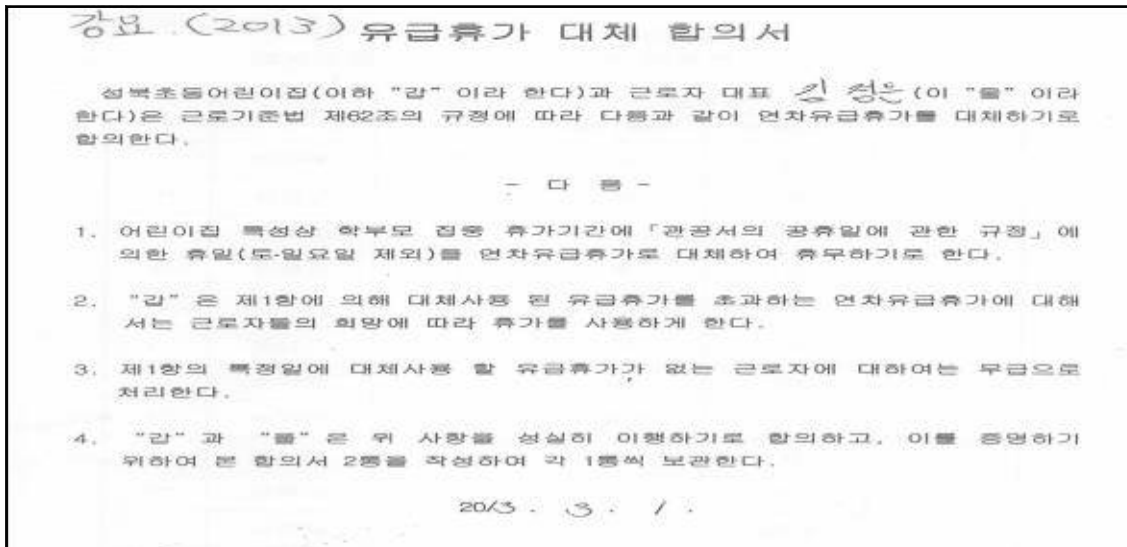 강요 (2013) 유급휴가 대체 합의서
성북초등어린이집(이하 "갑" 이라 한다)과 근로자 대표 김 정은 (이 "을" 이라
한다)은 근로기준법 제62조의 규정에 따라 다음과 같이 연차유급휴가를 대체하기로
합의한다.
- 다 음 -
1. 어린이집 특성상 학부모 집중 휴가기간에 「관공서의 공휴일에 관한 규정」에
의한 휴일(토·일요일 제외)을 연차유급휴가로 대체하여 휴무하기로 한다.
2. "갑" 은 제1항에 의해 대체사용 된 유급휴가를 초과하는 연차유급휴가에 대해
서는 근로자들의 희망에 따라 휴가를 사용하게 한다.
3. 제1항의 특정일에 대체사용 할 유급휴가가 없는 근로자에 대하여는 무급으로
처리한다.
4. "갑" 과 "을" 은 위 사항을 성실히 이행하기로 합의하고, 이를 증명하기
위하여 본 합의서 2통을 작성하여 각 1통씩 보관한다.
2013 . 3 . 1 .